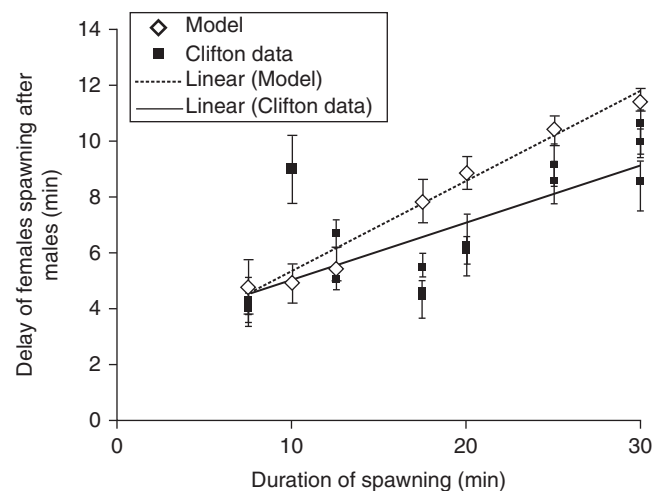 Model
Clifton data
Linear (Model)
Linear (Clifton data)
Delay of females spawning after
males (min)
14
12
10
8
6
4
2
0
0 10 20 30
Duration of spawning (min)